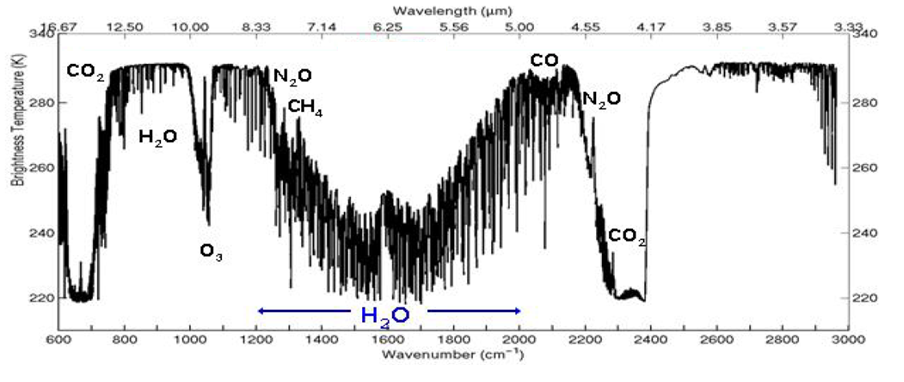 Wavelength (μm)
16.67 12.50 10.00 8.33 7.14 6.25 5.56 5.00 4.55 4.17 3.85 3.57 3.33
340 340
CO₂ N₂O CO
CH₄ N₂O
280 280
H₂O
260 260
240 O₃ CO₂ 240
220 220
H₂O
600 800 1000 1200 1400 1600 1800 2000 2200 2400 2600 2800 3000
Wavenumber (cm⁻¹)
Brightness Temperature (K)